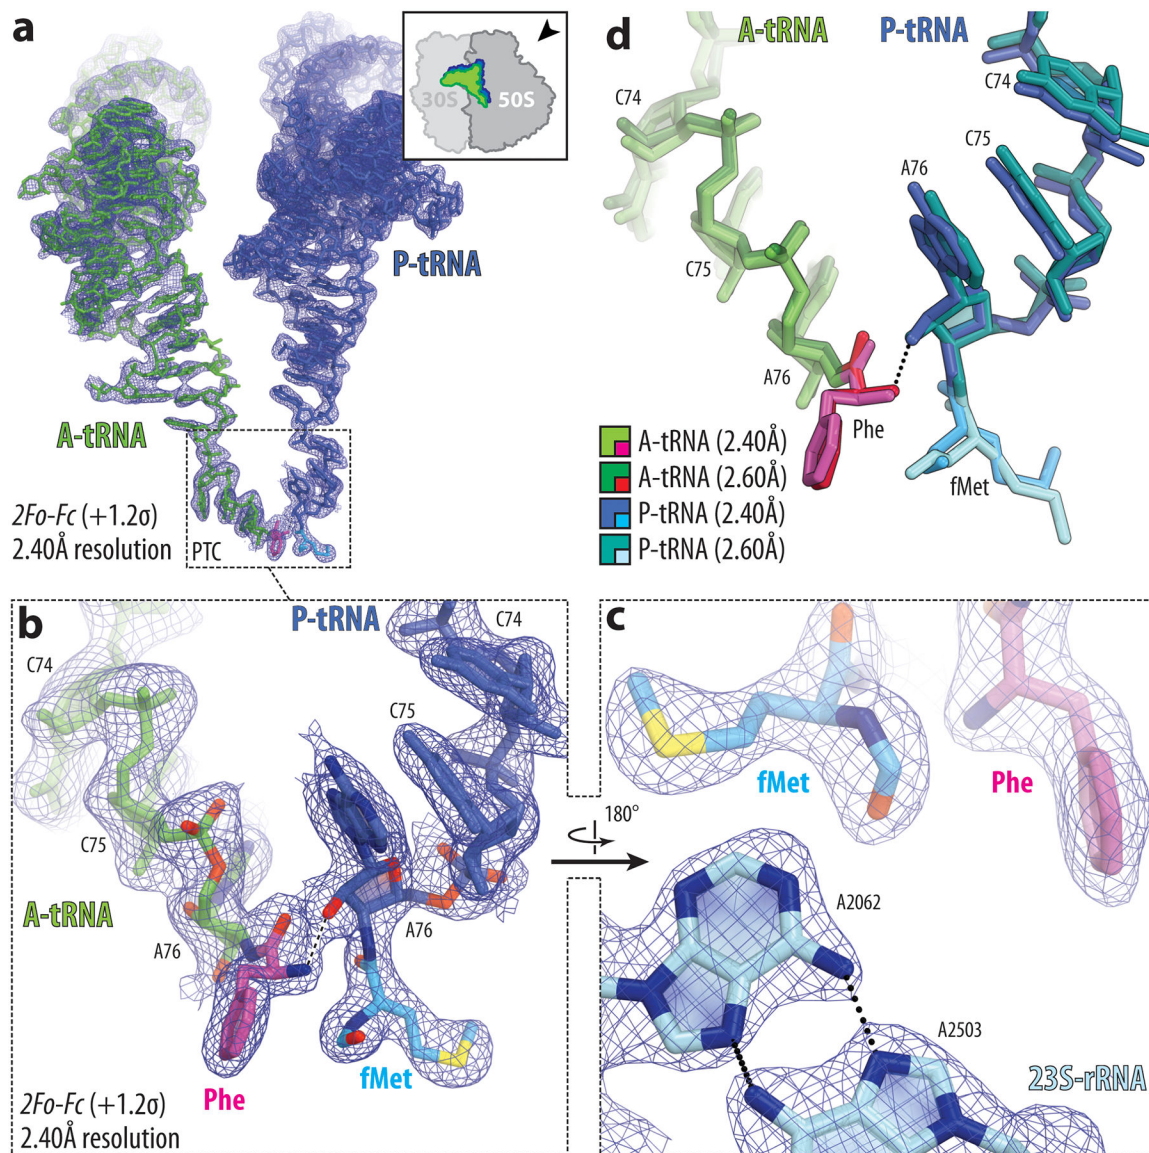 a
30S
50S
P-tRNA
A-tRNA
2Fo-Fc (+1.2σ)
2.40Å resolution
PTC
d
A-tRNA
P-tRNA
C74
C74
C75
A76
C75
A76
Phe
fMet
A-tRNA (2.40Å)
A-tRNA (2.60Å)
P-tRNA (2.40Å)
P-tRNA (2.60Å)
b
P-tRNA
C74
C74
C75
C75
A-tRNA
A76
A76
Phe
fMet
2Fo-Fc (+1.2σ)
2.40Å resolution
180°
c
fMet
Phe
A2062
A2503
23S-rRNA